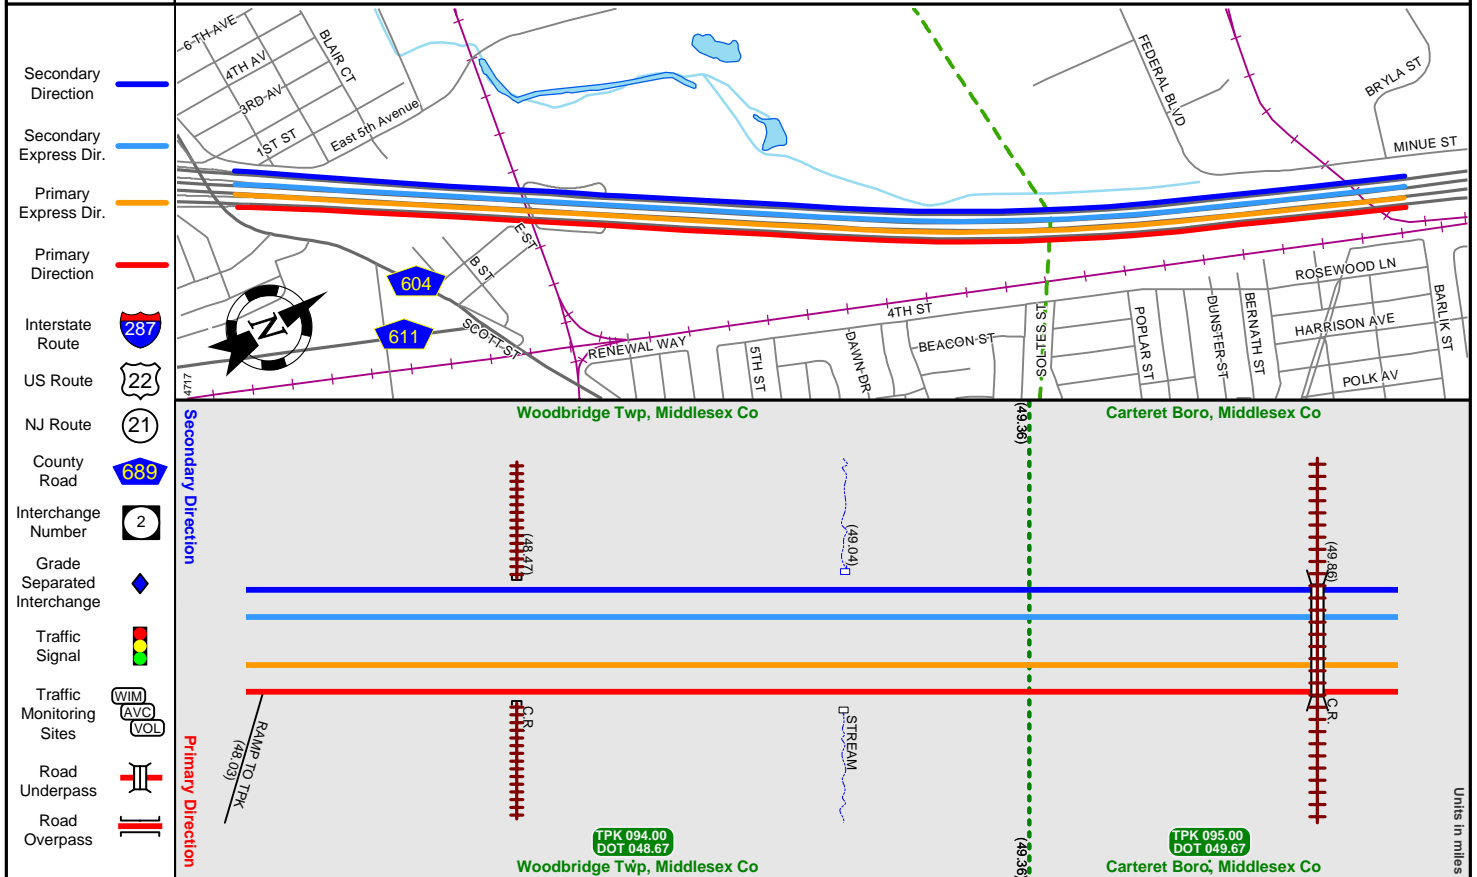 Secondary
Direction
Secondary
Express Dir.
Primary
Express Dir.
Primary
Direction
Interstate
Route
287
US Route
22
NJ Route
21
County
Road
689
Interchange
Number
2
Grade
Separated
Interchange
Traffic
Signal
Traffic
Monitoring
Sites
WIM
AVC
VOL
Road
Underpass
Road
Overpass
6-TH-AVE
4TH AV
3RD-AV
1ST ST
BLAIR CT
East 5th Avenue
FEDERAL BLVD
BRYLA ST
MINUE ST
E-ST
B ST
604
611
SCOTT-ST
N
4717
RENEWAL WAY
4TH ST
5TH ST
DAWN-DR
BEACON-ST
SOLTES ST
POPLAR ST
DUNSTER-ST
BERNATH ST
ROSEWOOD LN
HARRISON AVE
POLK AV
BARLIK ST
Secondary Direction
Woodbridge Twp, Middlesex Co
(49.36)
Carteret Boro, Middlesex Co
(48.47)
(49.04)
(49.86)
C.R.
STREAM
C.R.
RAMP TO TPK
(48.03)
Primary Direction
TPK 094.00
DOT 048.67
TPK 095.00
DOT 049.67
Woodbridge Twp, Middlesex Co
(49.36)
Carteret Boro, Middlesex Co
Units in miles